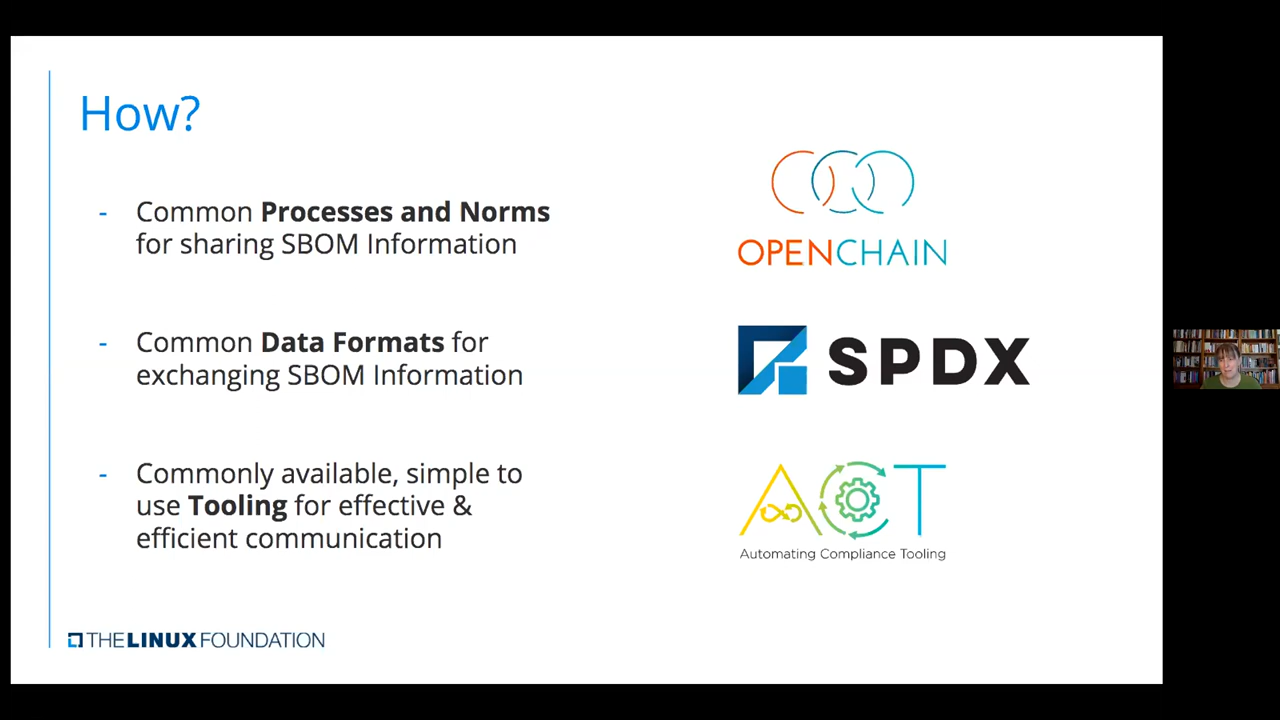 How?
- Common Processes and Norms
for sharing SBOM Information
- Common Data Formats for
exchanging SBOM Information
- Commonly available, simple to
use Tooling for effective &
efficient communication
OPENCHAIN
SPDX
ACT
Automating Compliance Tooling
THE LINUX FOUNDATION